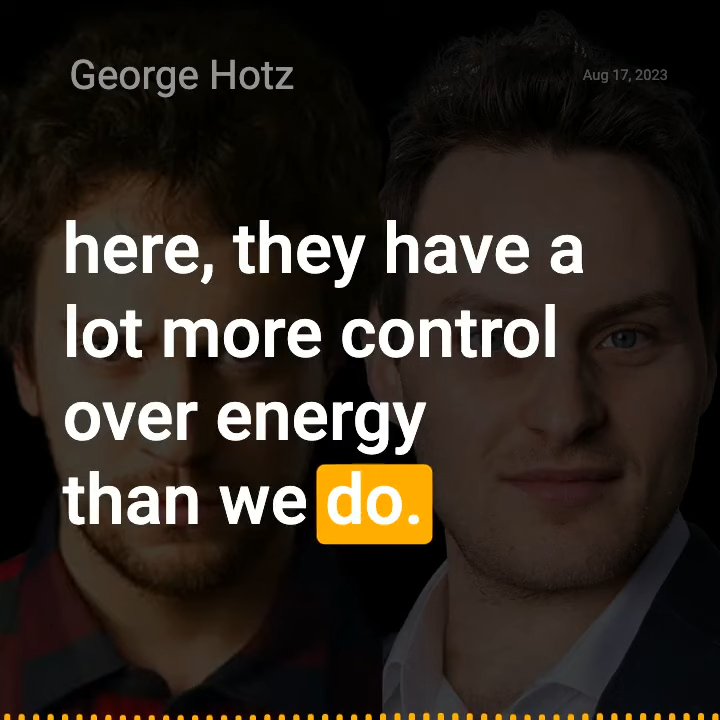 George Hotz
Aug 17, 2023
here, they have a
lot more control
over energy
than we do.